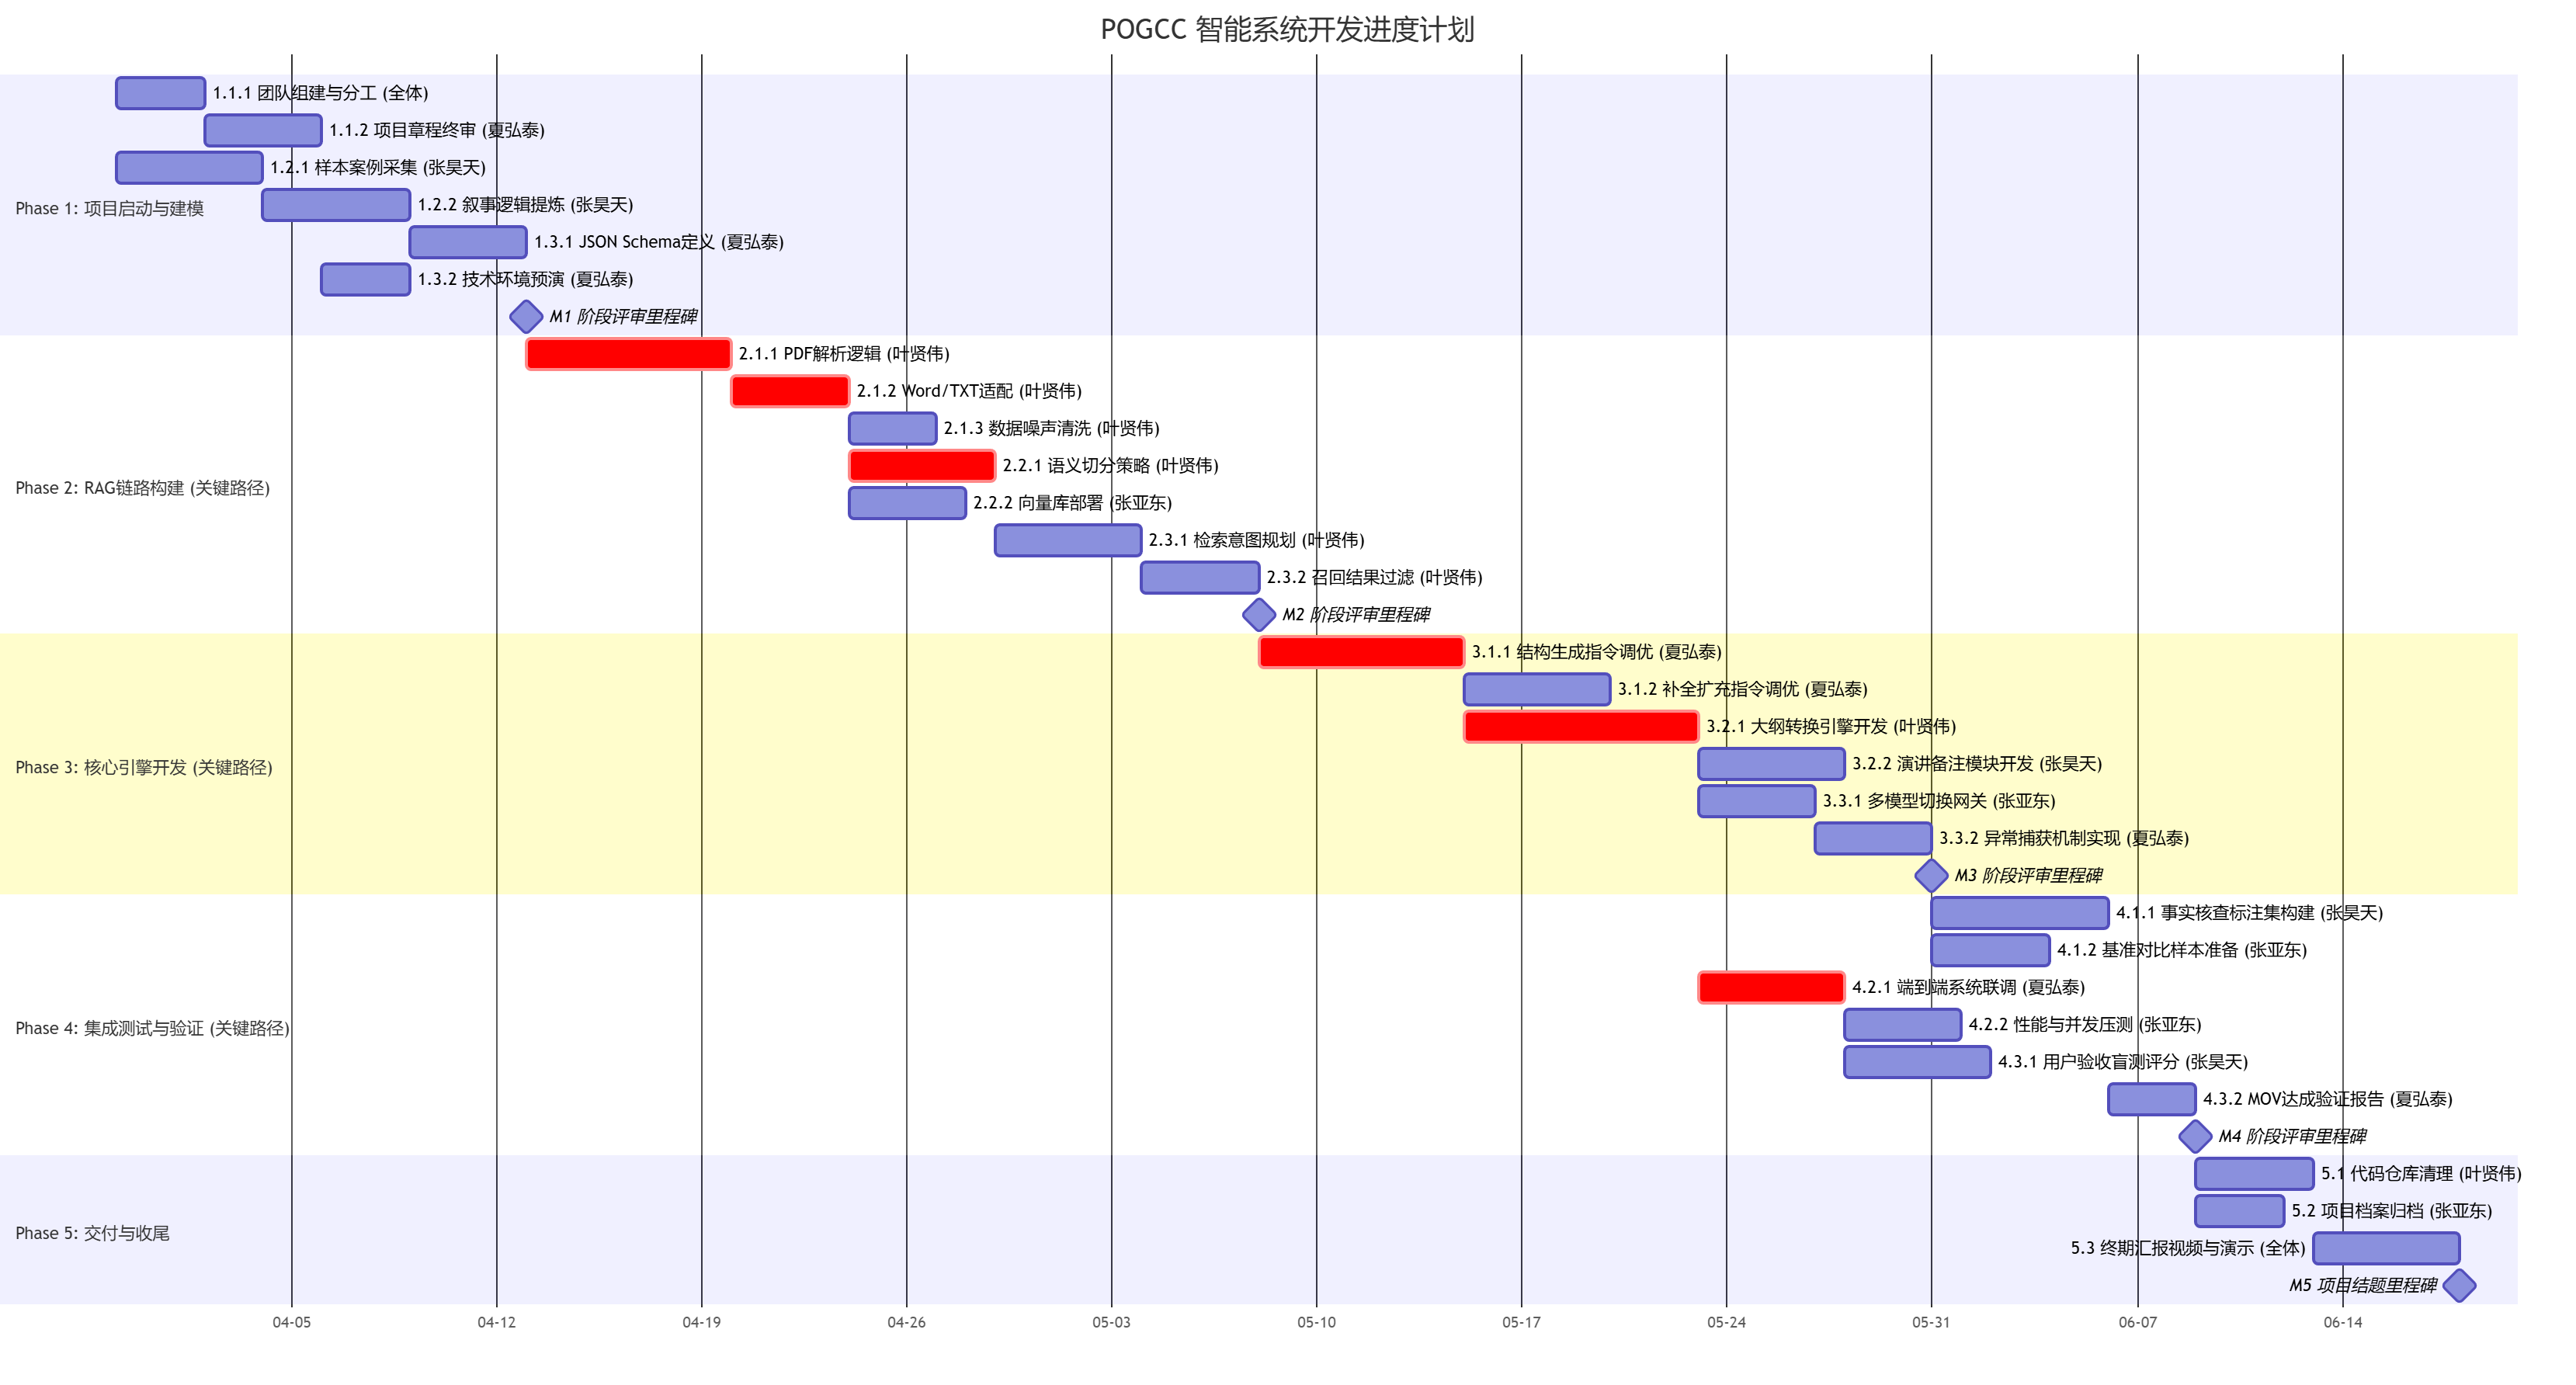 POGCC 智能系统开发进度计划
Phase 1: 项目启动与建模
1.1.1 团队组建与分工 (全体)
1.1.2 项目章程终审 (夏弘泰)
1.2.1 样本案例采集 (张昊天)
1.2.2 叙事逻辑提炼 (张昊天)
1.3.1 JSON Schema定义 (夏弘泰)
1.3.2 技术环境预演 (夏弘泰)
M1 阶段评审里程碑
Phase 2: RAG链路构建 (关键路径)
2.1.1 PDF解析逻辑 (叶贤伟)
2.1.2 Word/TXT适配 (叶贤伟)
2.1.3 数据噪声清洗 (叶贤伟)
2.2.1 语义切分策略 (叶贤伟)
2.2.2 向量库部署 (张亚东)
2.3.1 检索意图规划 (叶贤伟)
2.3.2 召回结果过滤 (叶贤伟)
M2 阶段评审里程碑
Phase 3: 核心引擎开发 (关键路径)
3.1.1 结构生成指令调优 (夏弘泰)
3.1.2 补全扩充指令调优 (夏弘泰)
3.2.1 大纲转换引擎开发 (叶贤伟)
3.2.2 演讲备注模块开发 (张昊天)
3.3.1 多模型切换网关 (张亚东)
3.3.2 异常捕获机制实现 (夏弘泰)
M3 阶段评审里程碑
Phase 4: 集成测试与验证 (关键路径)
4.1.1 事实核查标注集构建 (张昊天)
4.1.2 基准对比样本准备 (张亚东)
4.2.1 端到端系统联调 (夏弘泰)
4.2.2 性能与并发压测 (张亚东)
4.3.1 用户验收盲测评分 (张昊天)
4.3.2 MOV达成验证报告 (夏弘泰)
M4 阶段评审里程碑
Phase 5: 交付与收尾
5.1 代码仓库清理 (叶贤伟)
5.2 项目档案归档 (张亚东)
5.3 终期汇报视频与演示 (全体)
M5 项目结题里程碑
04-05
04-12
04-19
04-26
05-03
05-10
05-17
05-24
05-31
06-07
06-14